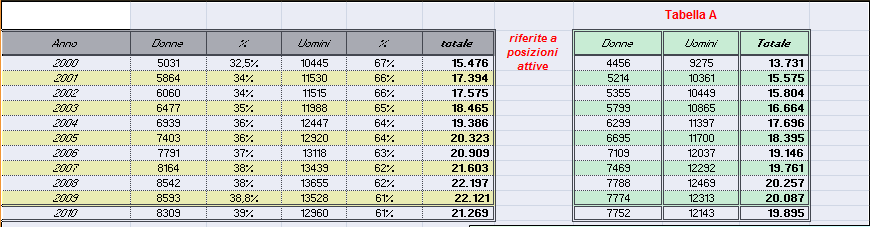 Tabella A
Anno Donne % Uomini % totale riferite a posizioni attive Donne Uomini Totale
2000 5031 32,5% 10445 67% 15.476 4456 9275 13.731
2001 5864 34% 11530 66% 17.394 5214 10361 15.575
2002 6060 34% 11515 66% 17.575 5355 10449 15.804
2003 6477 35% 11988 65% 18.465 5799 10865 16.664
2004 6939 36% 12447 64% 19.386 6299 11397 17.696
2005 7403 36% 12920 64% 20.323 6695 11700 18.395
2006 7791 37% 13118 63% 20.909 7109 12037 19.146
2007 8164 38% 13439 62% 21.603 7469 12292 19.761
2008 8542 38% 13655 62% 22.197 7788 12469 20.257
2009 8593 38,8% 13528 61% 22.121 7774 12313 20.087
2010 8309 39% 12960 61% 21.269 7752 12143 19.895